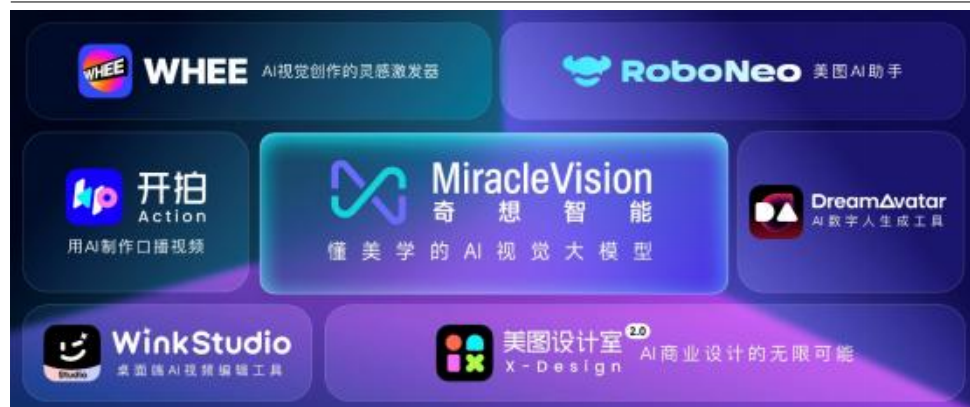 WHEE
WHEE AI视觉创作的灵感激发器
RoboNeo 美图AI助手
开拍
Action
用AI制作口播视频
MiracleVision
奇想智能
懂美学的AI视觉大模型
DreamAvatar
AI数字人生成工具
WinkStudio
Studio
桌面端AI视频编辑工具
美图设计室 2.0
X-Design
AI商业设计的无限可能